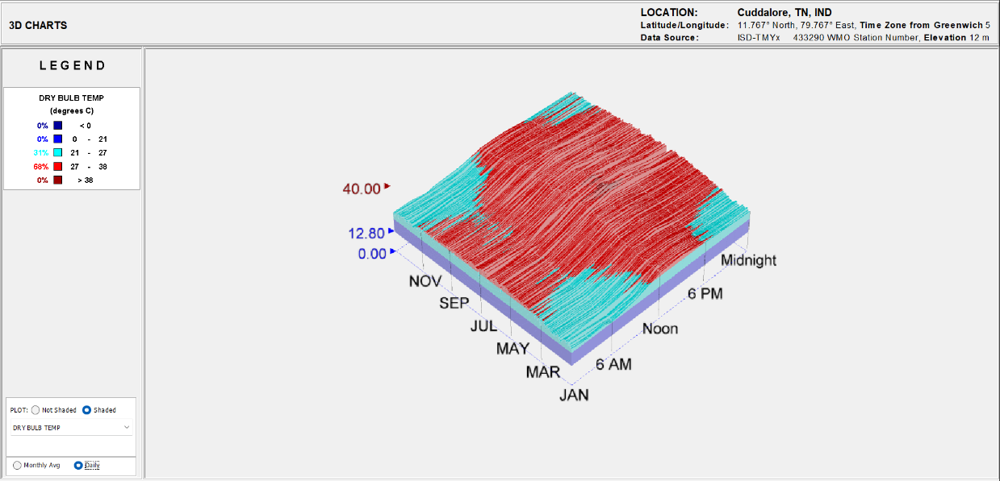 3D CHARTS
LOCATION: Cuddalore, TN, IND
Latitude/Longitude: 11.767° North, 79.767° East, Time Zone from Greenwich 5
Data Source: ISD-TMYx 433290 WMO Station Number, Elevation 12 m
LEGEND
DRY BULB TEMP
(degrees C)
0% < 0
0% 0 - 21
31% 21 - 27
68% 27 - 38
0% > 38
PLOT: Not Shaded Shaded
DRY BULB TEMP
Monthly Avg Daily
40.00
12.80
0.00
NOV
SEP
JUL
MAY
MAR
JAN
6 AM
Noon
6 PM
Midnight